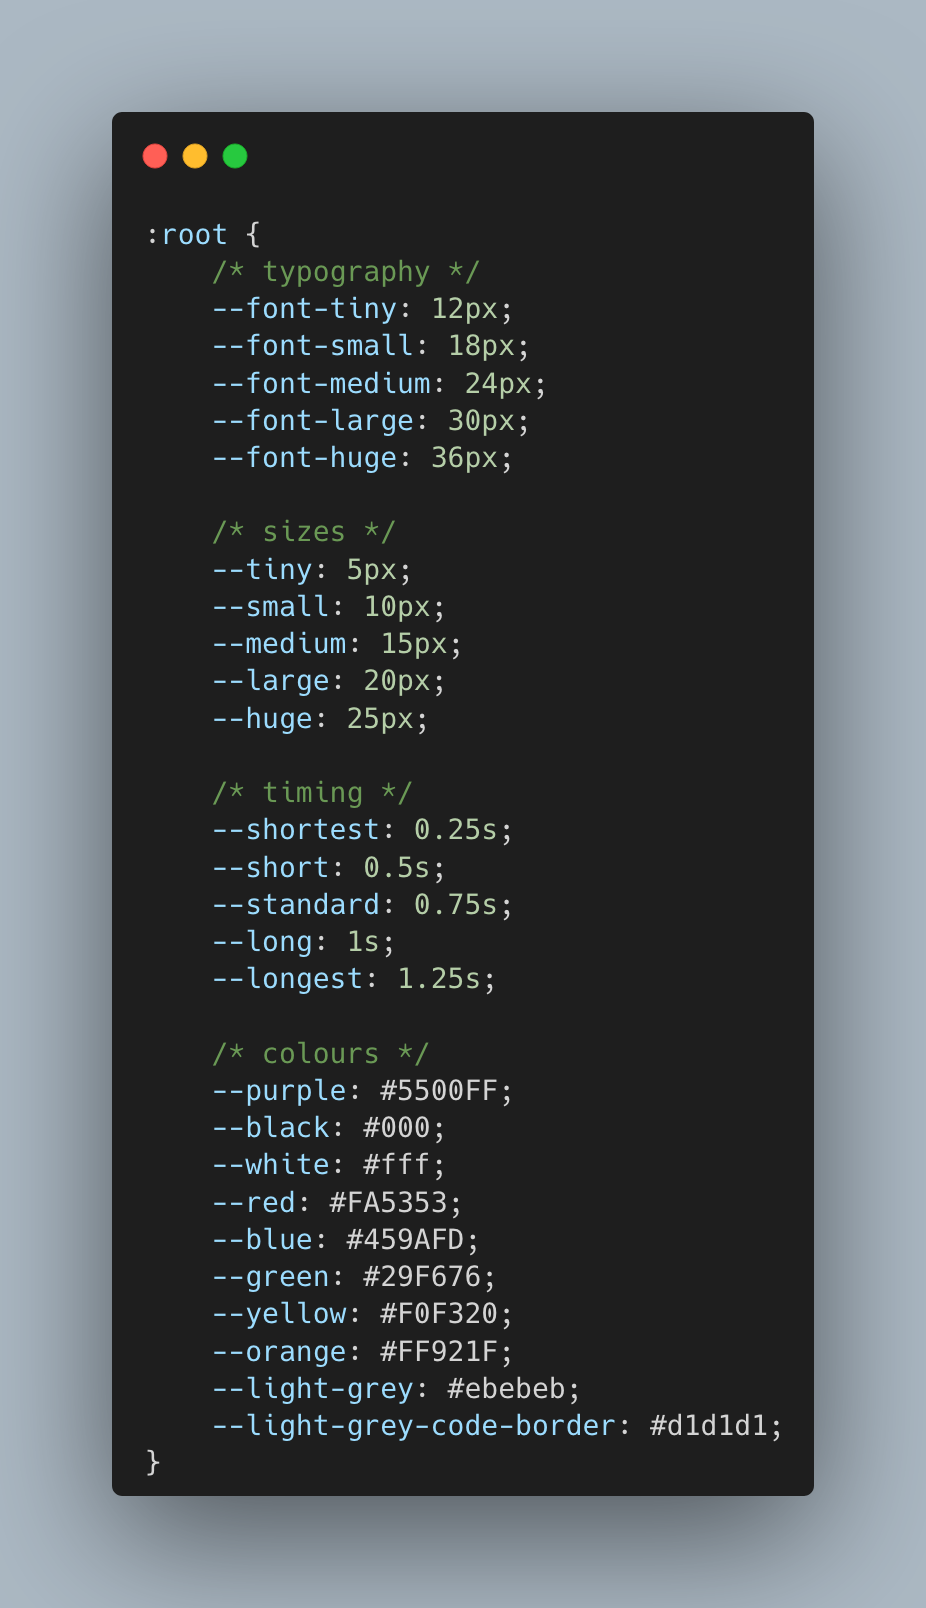 :root {
    /* typography */
    --font-tiny: 12px;
    --font-small: 18px;
    --font-medium: 24px;
    --font-large: 30px;
    --font-huge: 36px;

    /* sizes */
    --tiny: 5px;
    --small: 10px;
    --medium: 15px;
    --large: 20px;
    --huge: 25px;

    /* timing */
    --shortest: 0.25s;
    --short: 0.5s;
    --standard: 0.75s;
    --long: 1s;
    --longest: 1.25s;

    /* colours */
    --purple: #5500FF;
    --black: #000;
    --white: #fff;
    --red: #FA5353;
    --blue: #459AFD;
    --green: #29F676;
    --yellow: #F0F320;
    --orange: #FF921F;
    --light-grey: #ebebeb;
    --light-grey-code-border: #d1d1d1;
}